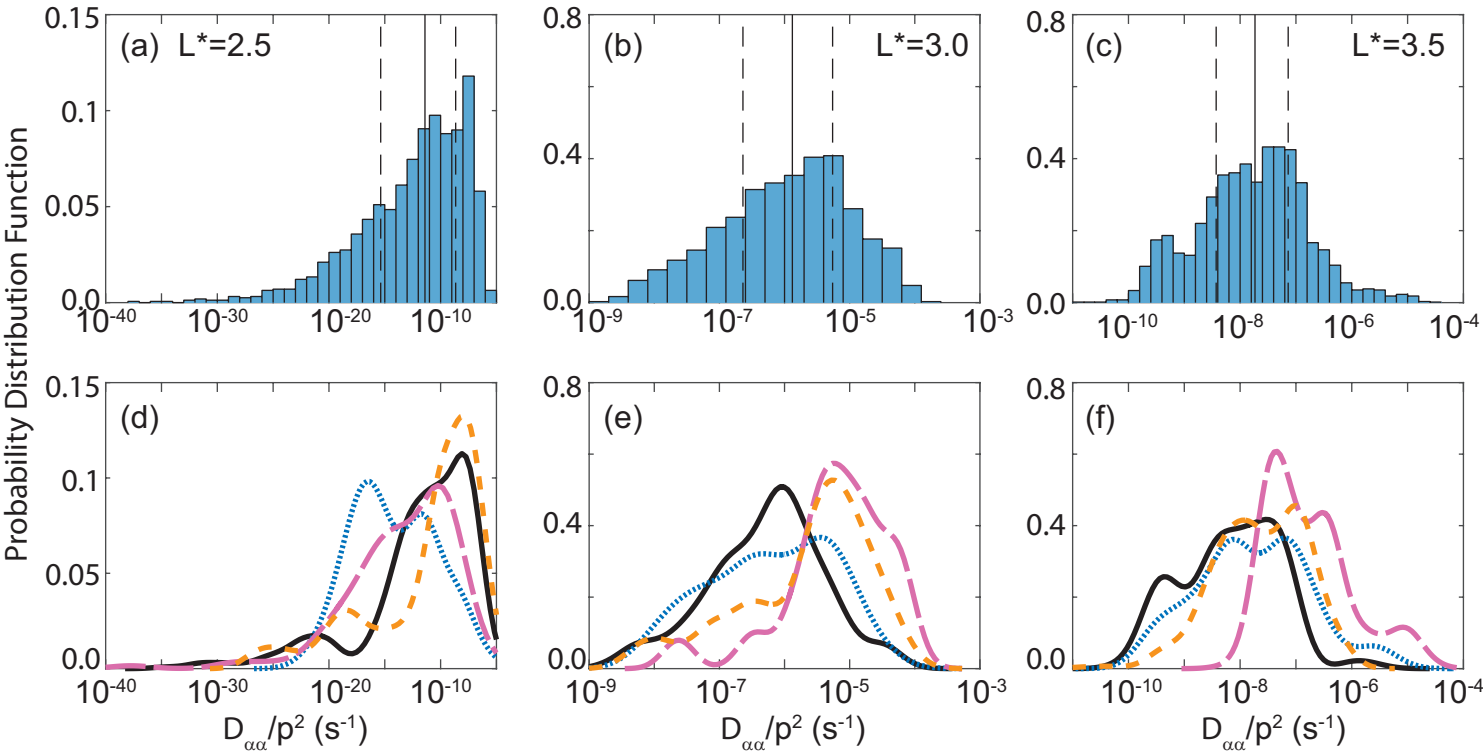 Probability Distribution Function
(a) L*=2.5
0.15
0.1
0.05
0.0
10⁻⁴⁰ 10⁻³⁰ 10⁻²⁰ 10⁻¹⁰
(b) L*=3.0
0.8
0.4
0.0
10⁻⁹ 10⁻⁷ 10⁻⁵ 10⁻³
(c) L*=3.5
0.8
0.4
0.0
10⁻¹⁰ 10⁻⁸ 10⁻⁶ 10⁻⁴
(d)
0.15
0.1
0.05
0.0
10⁻⁴⁰ 10⁻³⁰ 10⁻²⁰ 10⁻¹⁰
D_αα/p² (s⁻¹)
(e)
0.8
0.4
0.0
10⁻⁹ 10⁻⁷ 10⁻⁵ 10⁻³
D_αα/p² (s⁻¹)
(f)
0.8
0.4
0.0
10⁻¹⁰ 10⁻⁸ 10⁻⁶ 10⁻⁴
D_αα/p² (s⁻¹)